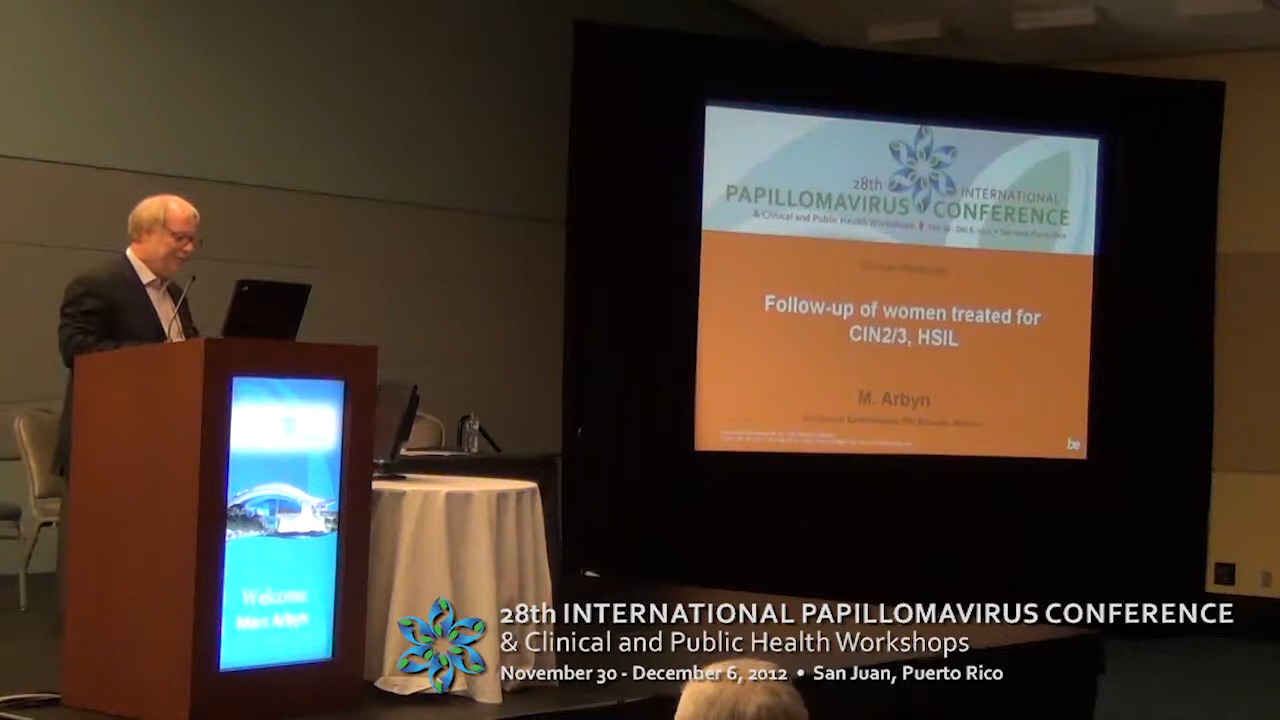 28th INTERNATIONAL
PAPILLOMAVIRUS CONFERENCE
& Clinical and Public Health Workshops
Follow-up of women treated for
CIN2/3, HSIL
M. Arbyn
be
Welcome
Marc Arbyn
28th INTERNATIONAL PAPILLOMAVIRUS CONFERENCE
& Clinical and Public Health Workshops
November 30 - December 6, 2012 • San Juan, Puerto Rico